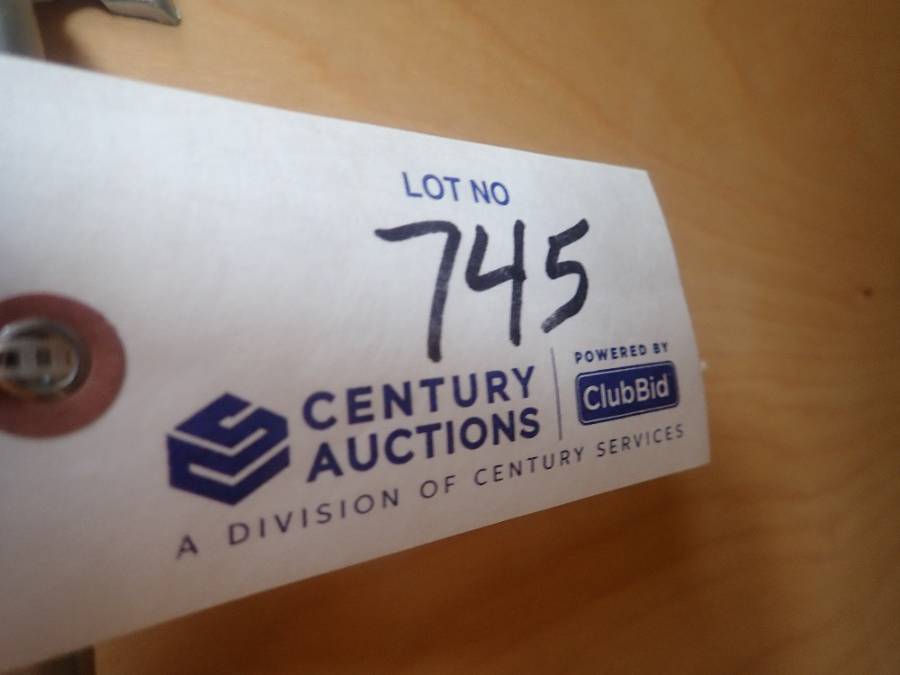 LOT NO
745
CENTURY
AUCTIONS
POWERED BY
ClubBid
A DIVISION OF CENTURY SERVICES